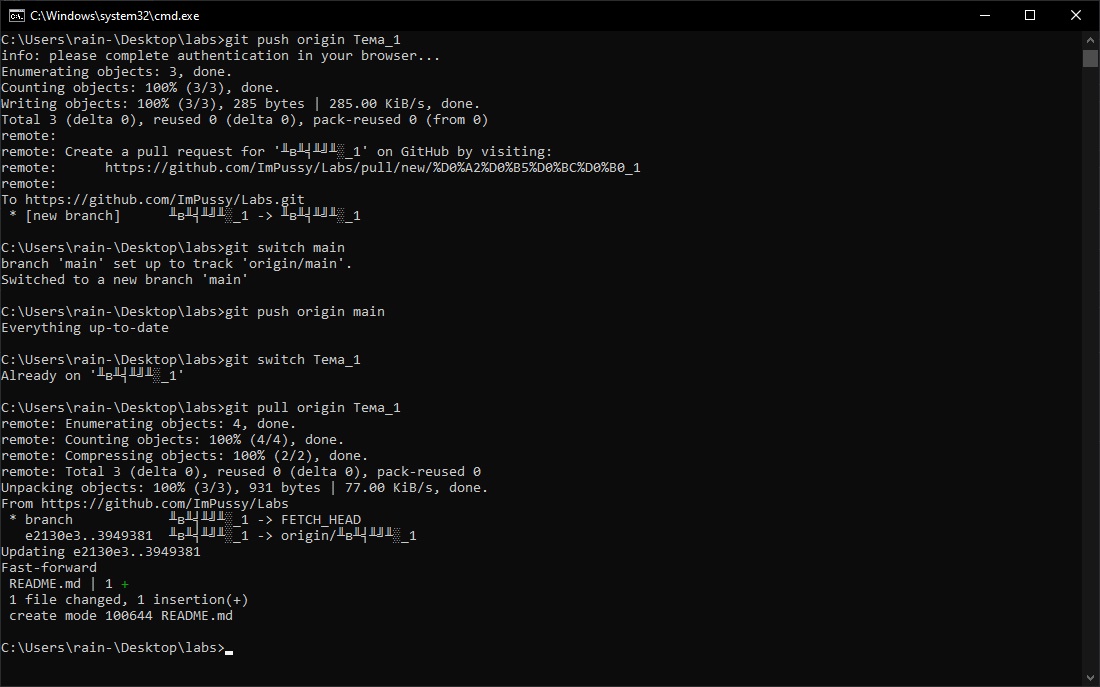 C:\Windows\system32\cmd.exe
C:\Users\rain-\Desktop\labs>git push origin Тема_1
info: please complete authentication in your browser...
Enumerating objects: 3, done.
Counting objects: 100% (3/3), done.
Writing objects: 100% (3/3), 285 bytes | 285.00 KiB/s, done.
Total 3 (delta 0), reused 0 (delta 0), pack-reused 0 (from 0)
remote:
remote: Create a pull request for '╨в╨╡╨╝╨░_1' on GitHub by visiting:
remote:      https://github.com/ImPussy/Labs/pull/new/%D0%A2%D0%B5%D0%BC%D0%B0_1
remote:
To https://github.com/ImPussy/Labs.git
 * [new branch]      ╨в╨╡╨╝╨░_1 -> ╨в╨╡╨╝╨░_1
C:\Users\rain-\Desktop\labs>git switch main
branch 'main' set up to track 'origin/main'.
Switched to a new branch 'main'
C:\Users\rain-\Desktop\labs>git push origin main
Everything up-to-date
C:\Users\rain-\Desktop\labs>git switch Тема_1
Already on '╨в╨╡╨╝╨░_1'
C:\Users\rain-\Desktop\labs>git pull origin Тема_1
remote: Enumerating objects: 4, done.
remote: Counting objects: 100% (4/4), done.
remote: Compressing objects: 100% (2/2), done.
remote: Total 3 (delta 0), reused 0 (delta 0), pack-reused 0
Unpacking objects: 100% (3/3), 931 bytes | 77.00 KiB/s, done.
From https://github.com/ImPussy/Labs
 * branch            ╨в╨╡╨╝╨░_1 -> FETCH_HEAD
   e2130e3..3949381  ╨в╨╡╨╝╨░_1 -> origin/╨в╨╡╨╝╨░_1
Updating e2130e3..3949381
Fast-forward
 README.md | 1 +
 1 file changed, 1 insertion(+)
 create mode 100644 README.md
C:\Users\rain-\Desktop\labs>